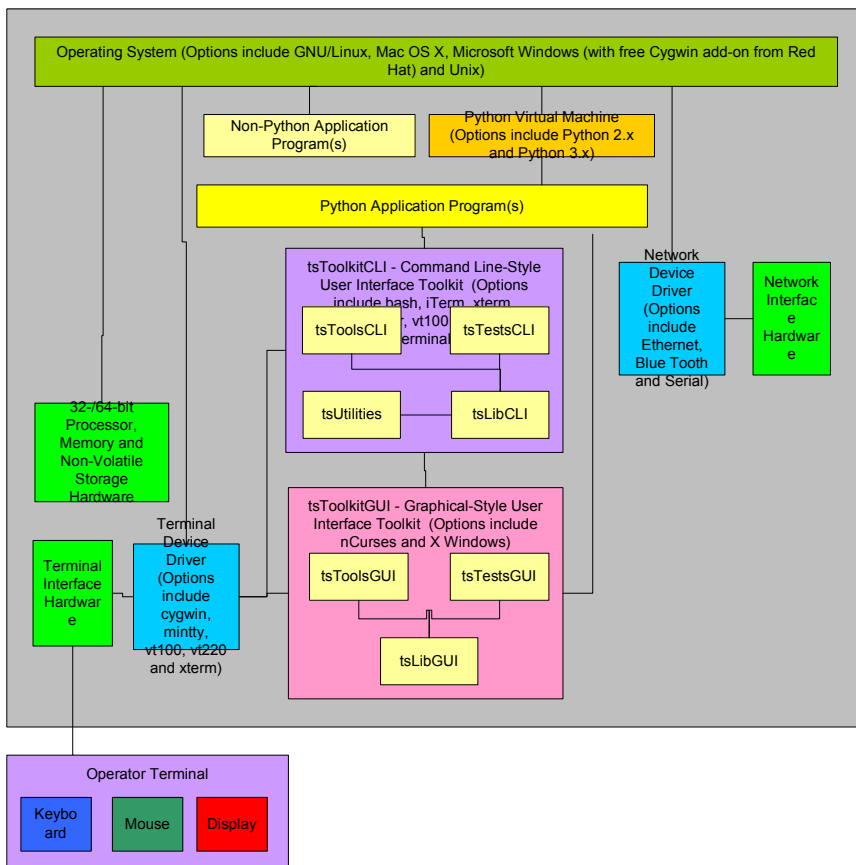 Operating System (Options include GNU/Linux, Mac OS X, Microsoft Windows (with free Cygwin add-on from Red
Hat) and Unix)
Non-Python Application
Program(s)
Python Virtual Machine
(Options include Python 2.x
and Python 3.x)
Python Application Program(s)
tsToolkitCLI - Command Line-Style
User Interface Toolkit (Options
include bash, iTerm, xterm,
r, vt100
erminal
tsToolsCLI
tsTestsCLI
tsUtilities
tsLibCLI
Network
Device
Driver
(Options
include
Ethernet,
Blue Tooth
and Serial)
Network
Interfac
e
Hardware
32-/64-bit
Processor,
Memory and
Non-Volatile
Storage
Hardware
tsToolkitGUI - Graphical-Style User
Interface Toolkit (Options include
nCurses and X Windows)
tsToolsGUI
tsTestsGUI
tsLibGUI
Terminal
Interface
Hardwar
e
Terminal
Device
Driver
(Options
include
cygwin,
mintty,
vt100, vt220
and xterm)
Operator Terminal
Keybo
ard
Mouse
Display